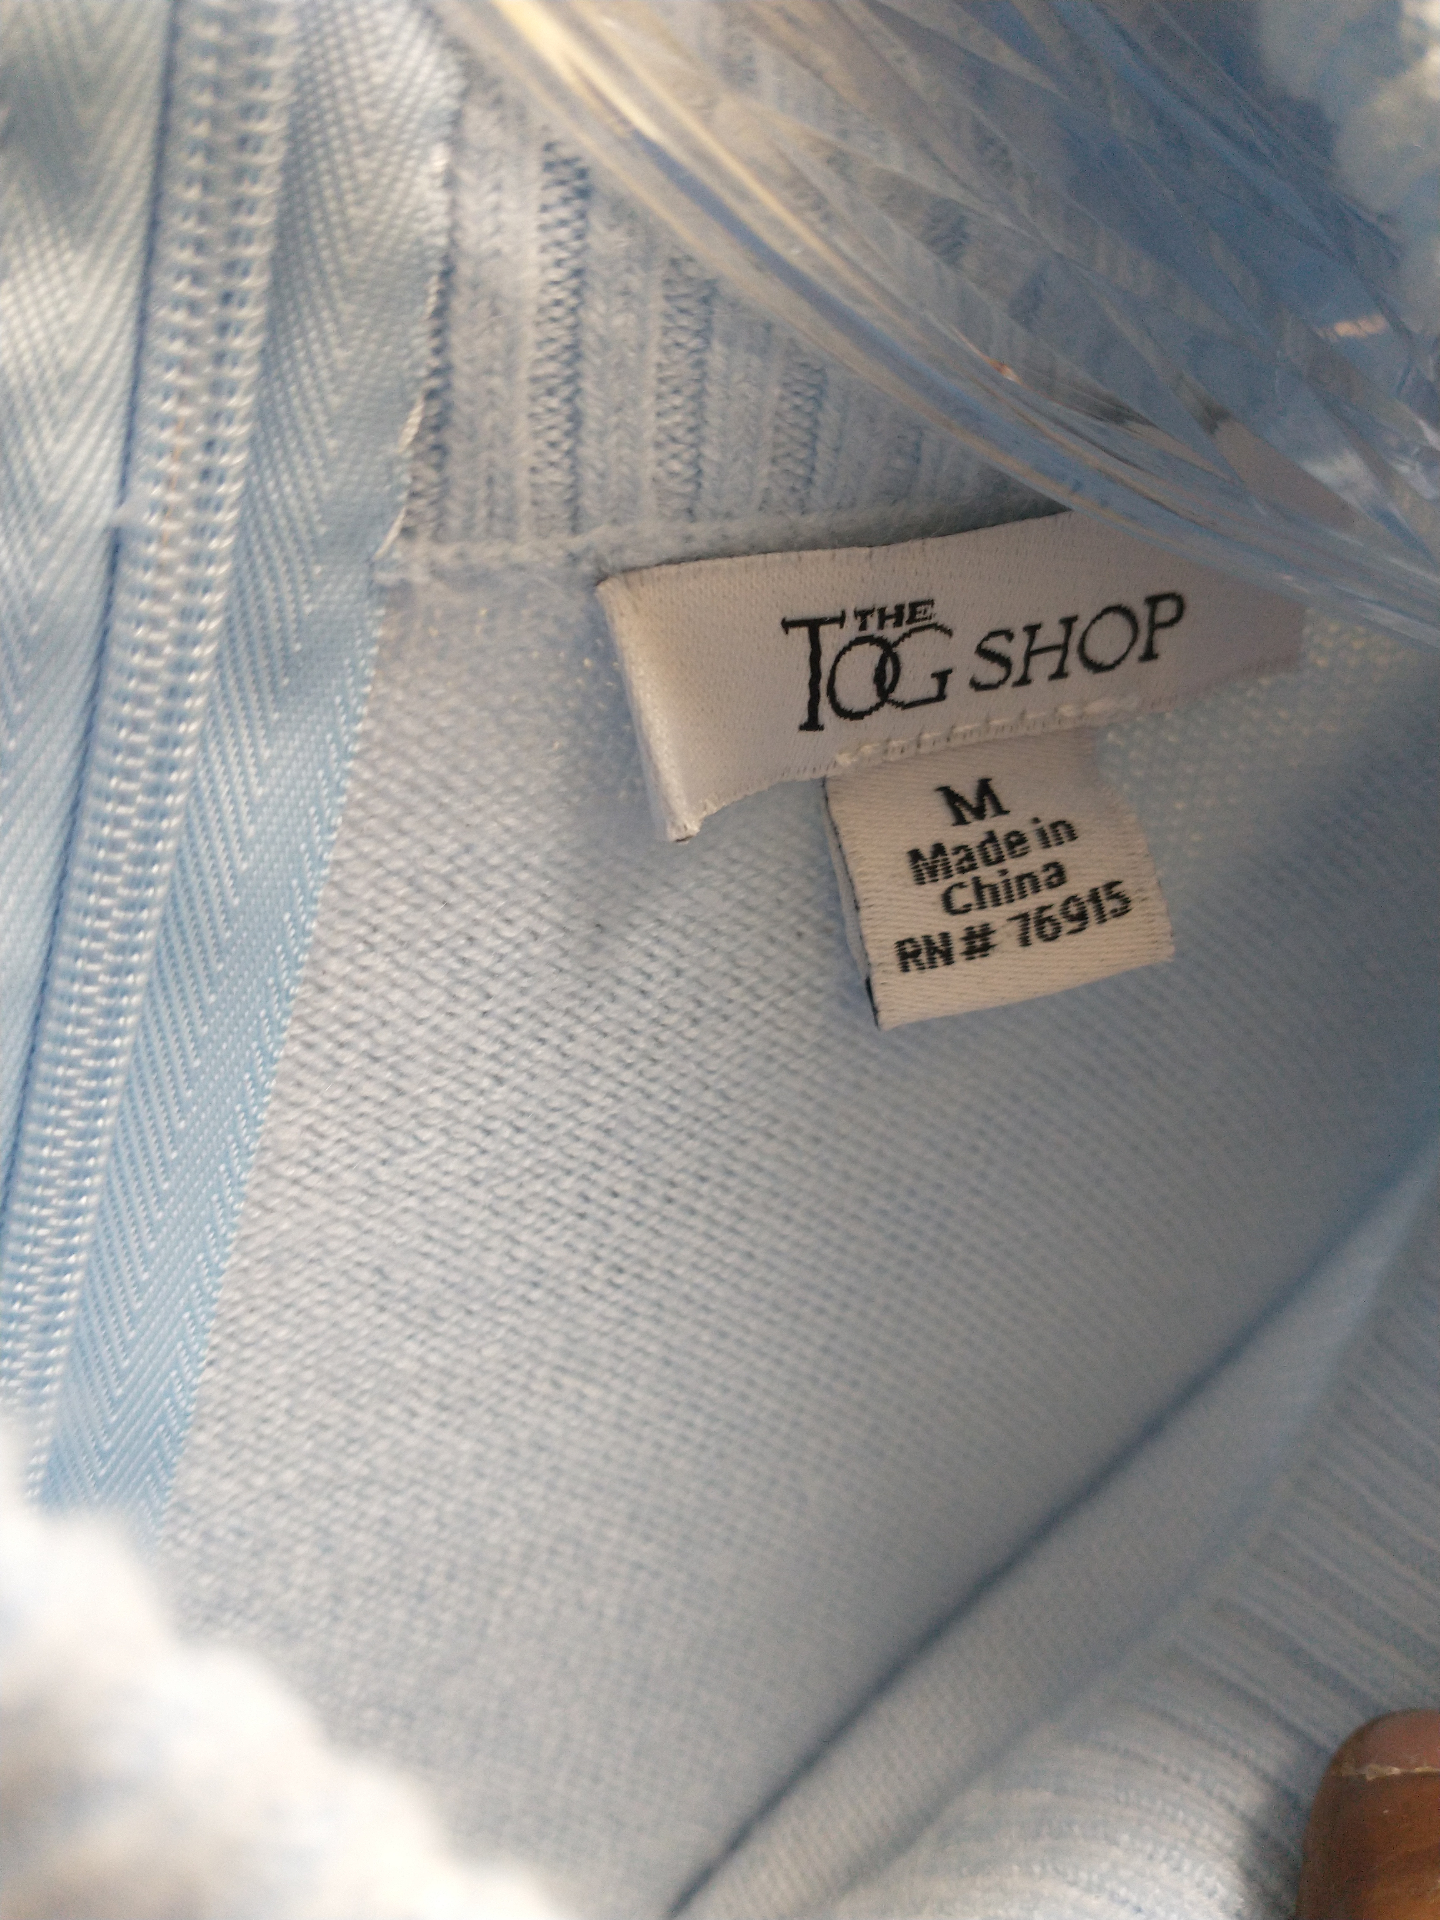 THE
TOG SHOP
M
Made in
China
RN# 76915